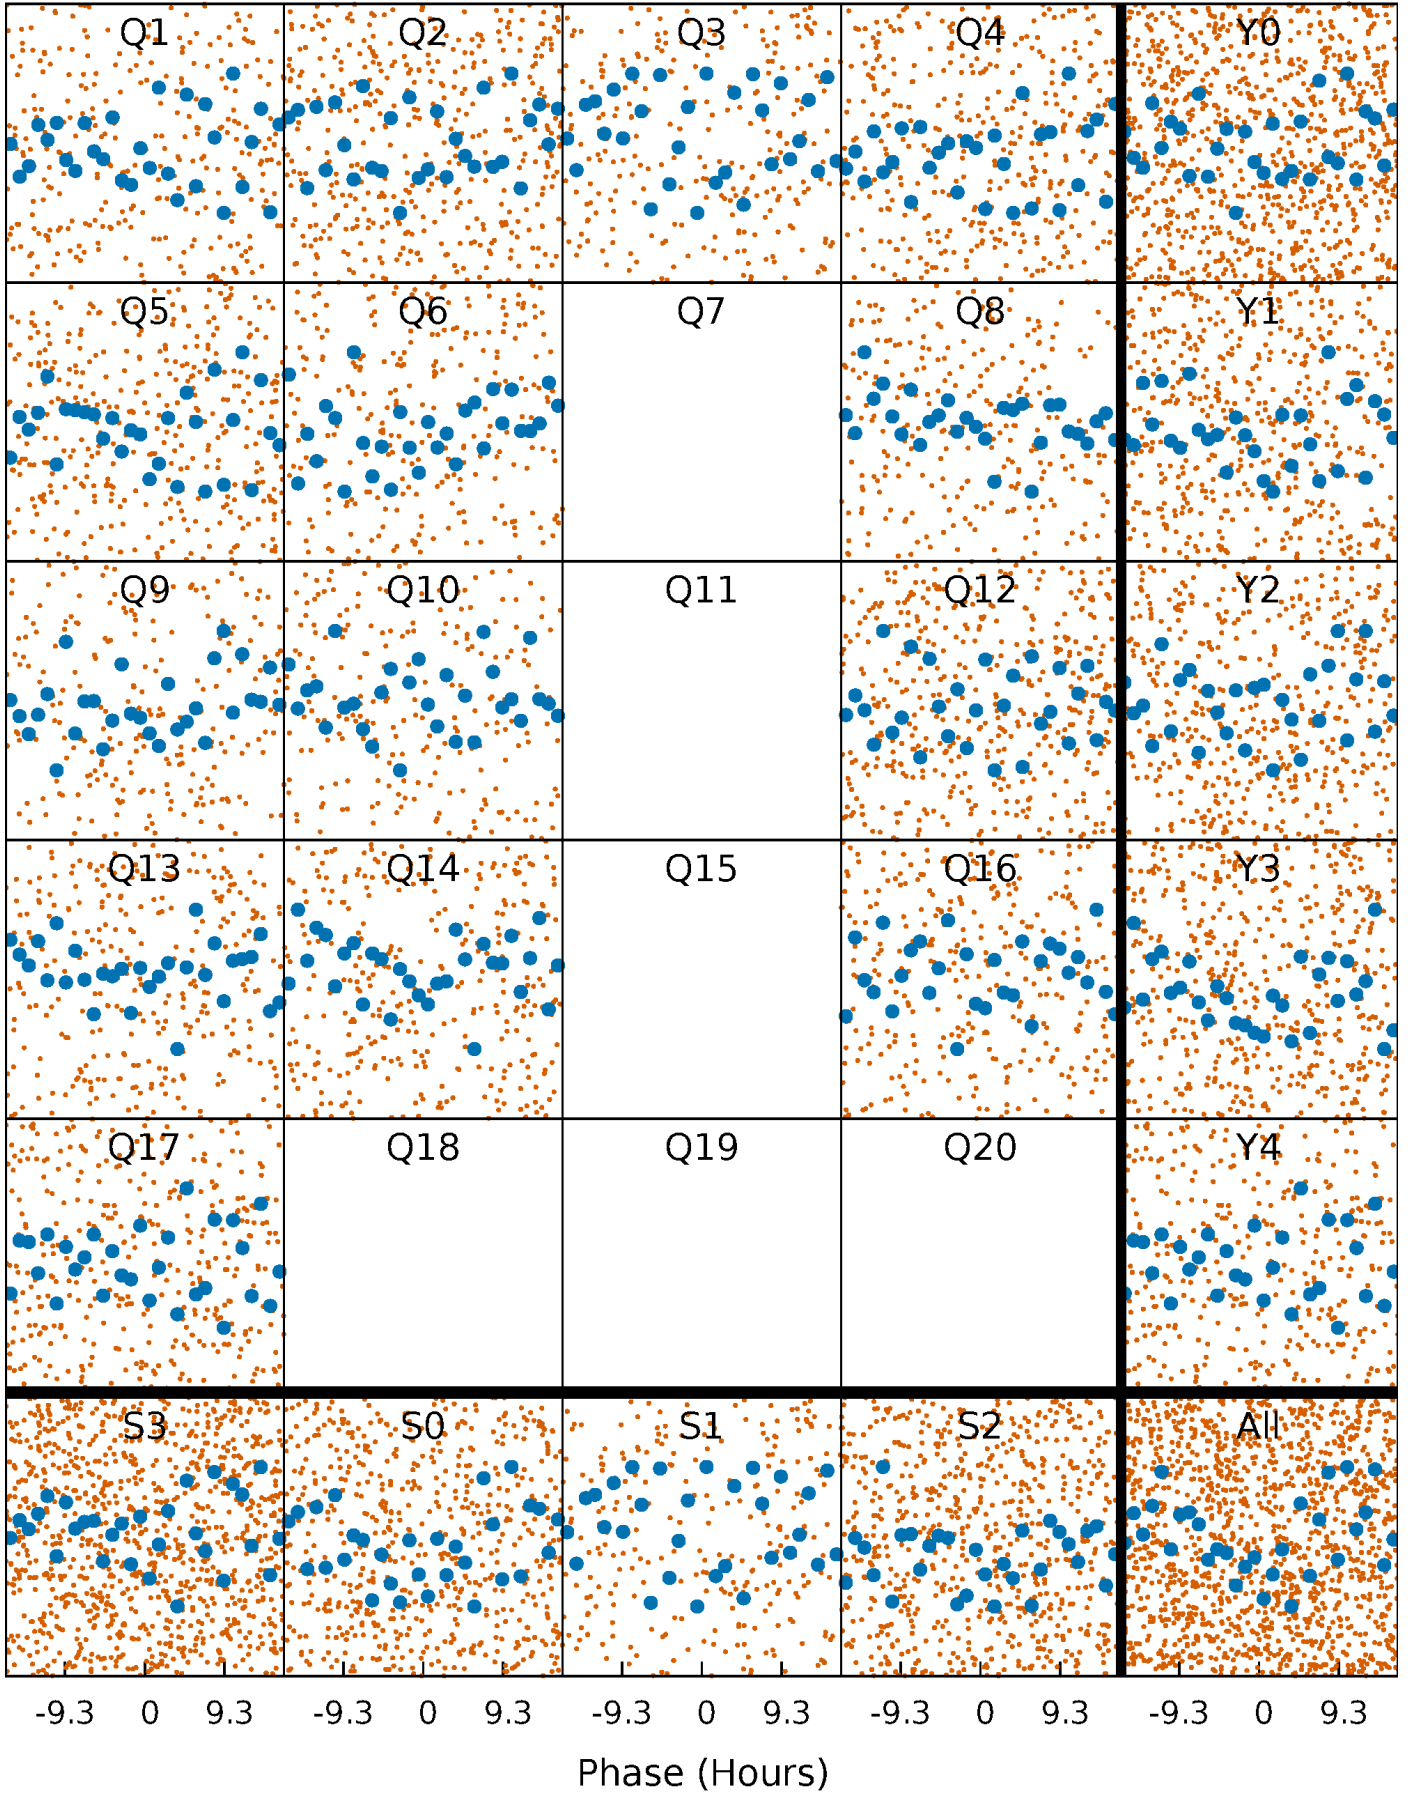 Q1 Q2 Q3 Q4 Y0
Q5 Q6 Q7 Q8 Y1
Q9 Q10 Q11 Q12 Y2
Q13 Q14 Q15 Q16 Y3
Q17 Q18 Q19 Q20 Y4
S3 S0 S1 S2 All
-9.3 0 9.3 -9.3 0 9.3 -9.3 0 9.3 -9.3 0 9.3 -9.3 0 9.3
Phase (Hours)